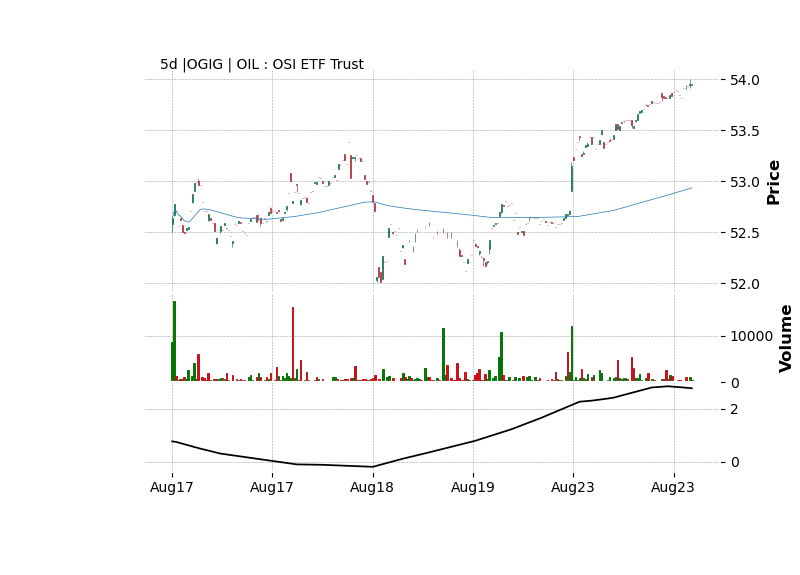 5d |OGIG | OIL : OSI ETF Trust
54.0
53.5
53.0
52.5
52.0
Price
10000
0
Volume
2
0
Aug17 Aug17 Aug18 Aug19 Aug23 Aug23